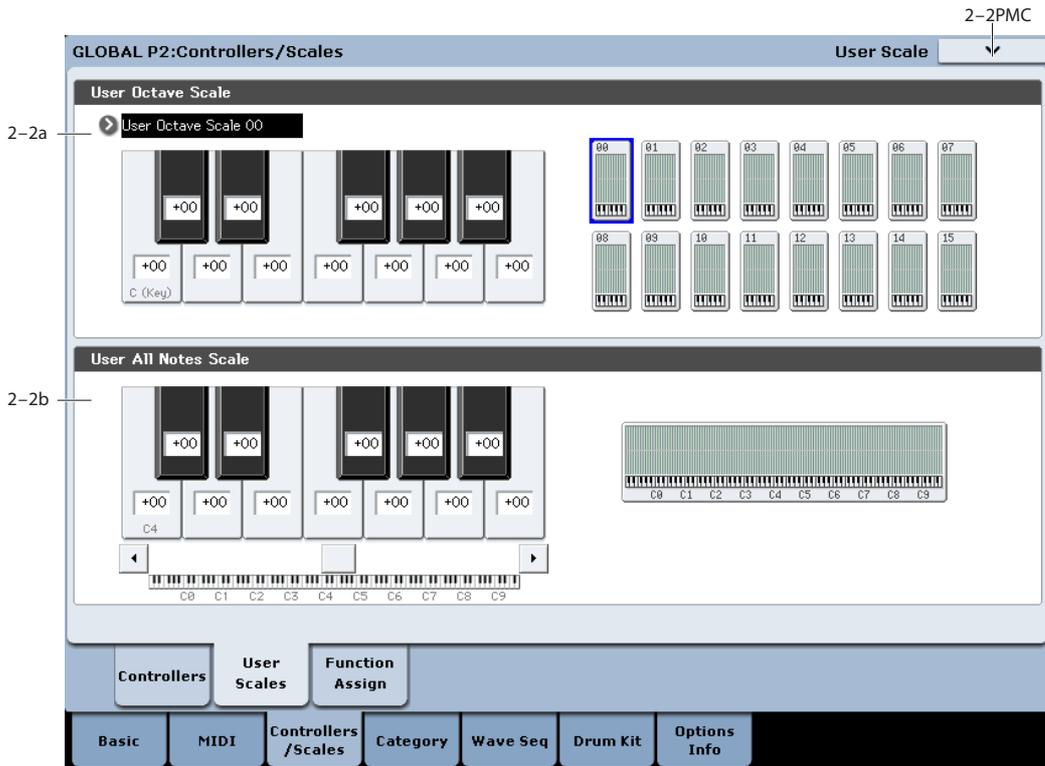 2–2PMC
GLOBAL P2:Controllers/Scales
User Scale
User Octave Scale
2–2a
User Octave Scale 00
+00 +00 +00 +00 +00
+00 +00 +00 +00 +00 +00 +00
C (Key)
00 01 02 03 04 05 06 07
08 09 10 11 12 13 14 15
User All Notes Scale
2–2b
+00 +00 +00 +00 +00
+00 +00 +00 +00 +00 +00 +00
C4
C0 C1 C2 C3 C4 C5 C6 C7 C8 C9
C0 C1 C2 C3 C4 C5 C6 C7 C8 C9
Controllers
User
Scales
Function
Assign
Basic
MIDI
Controllers
/Scales
Category
Wave Seq
Drum Kit
Options
Info